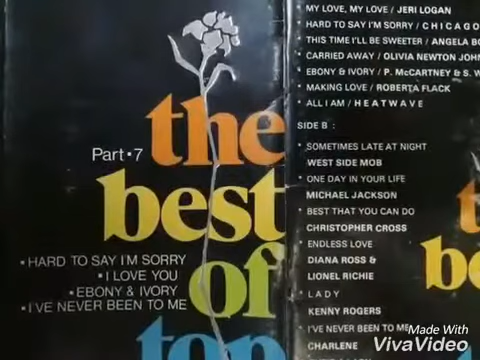 Part•7
the
best
of
top
•HARD TO SAY I'M SORRY
•I LOVE YOU
•EBONY & IVORY
•I'VE NEVER BEEN TO ME
MY LOVE, MY LOVE / JERI LOGAN
HARD TO SAY I'M SORRY / CHICAGO
THIS TIME I'LL BE SWEETER / ANGELA BO
CARRIED AWAY / OLIVIA NEWTON JOHN
EBONY & IVORY / P. McCARTNEY & S. W
MAKING LOVE / ROBERTA FLACK
ALL I AM / HEATWAVE
SIDE B :
SOMETIMES LATE AT NIGHT
WEST SIDE MOB
ONE DAY IN YOUR LIFE
MICHAEL JACKSON
BEST THAT YOU CAN DO
CHRISTOPHER CROSS
ENDLESS LOVE
DIANA ROSS &
LIONEL RICHIE
LADY
KENNY ROGERS
I'VE NEVER BEEN TO ME
CHARLENE
be
Made With
VivaVideo